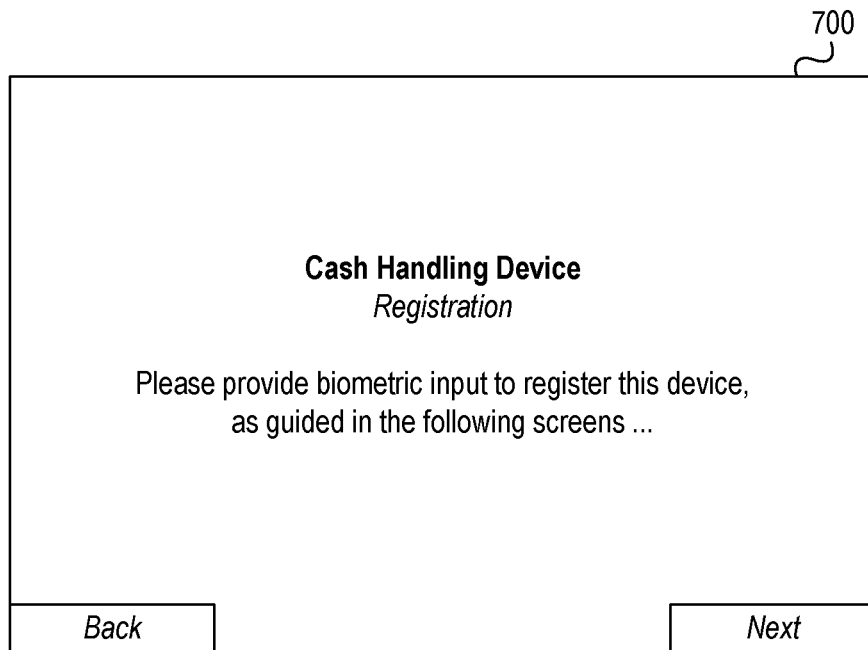 700
Cash Handling Device
Registration
Please provide biometric input to register this device,
as guided in the following screens ...
Back
Next